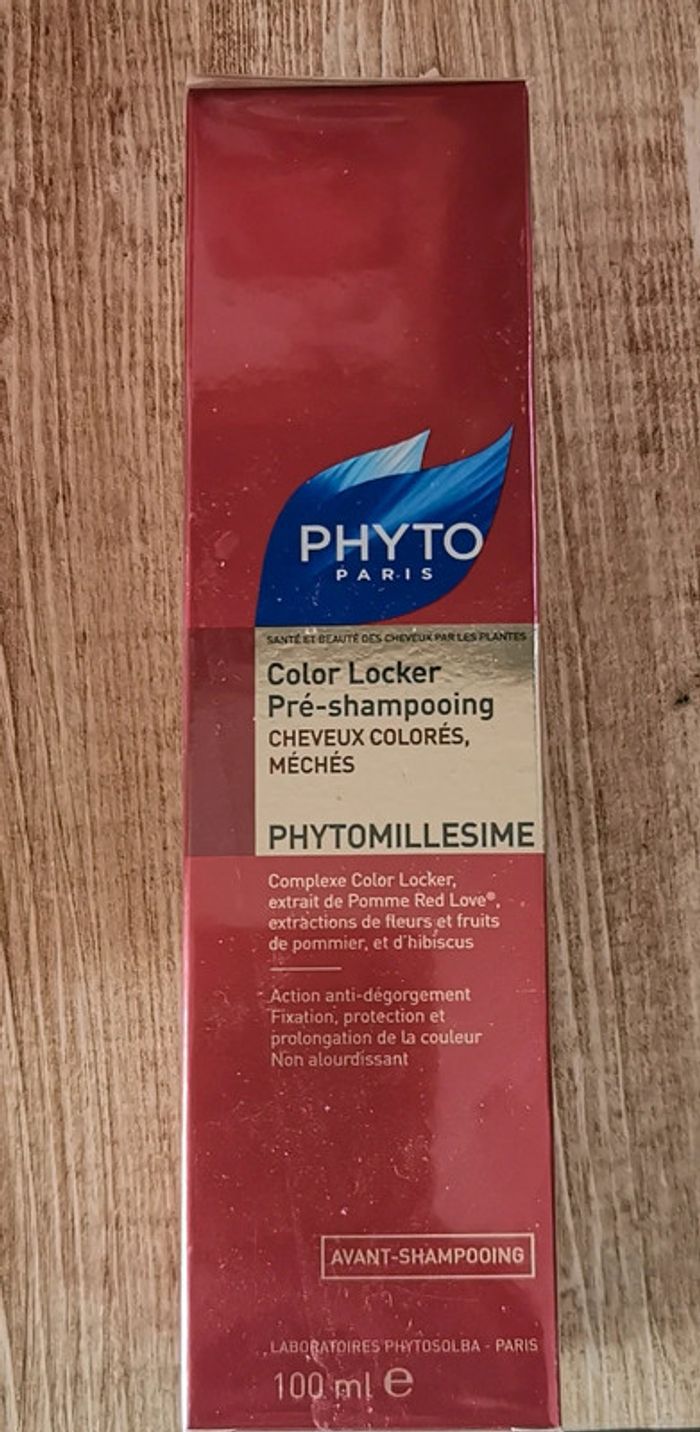 PHYTO
PARIS
SANTÉ ET BEAUTÉ DES CHEVEUX PAR LES PLANTES
Color Locker
Pré-shampooing
CHEVEUX COLORÉS,
MÉCHÉS
PHYTOMILLESIME
Complexe Color Locker,
extrait de Pomme Red Love®,
extractions de fleurs et fruits
de pommier, et d'hibiscus
Action anti-dégorgement
Fixation, protection et
prolongation de la couleur
Non alourdissant
AVANT-SHAMPOOING
LABORATOIRES PHYTOSOLBA - PARIS
100 ml ℮